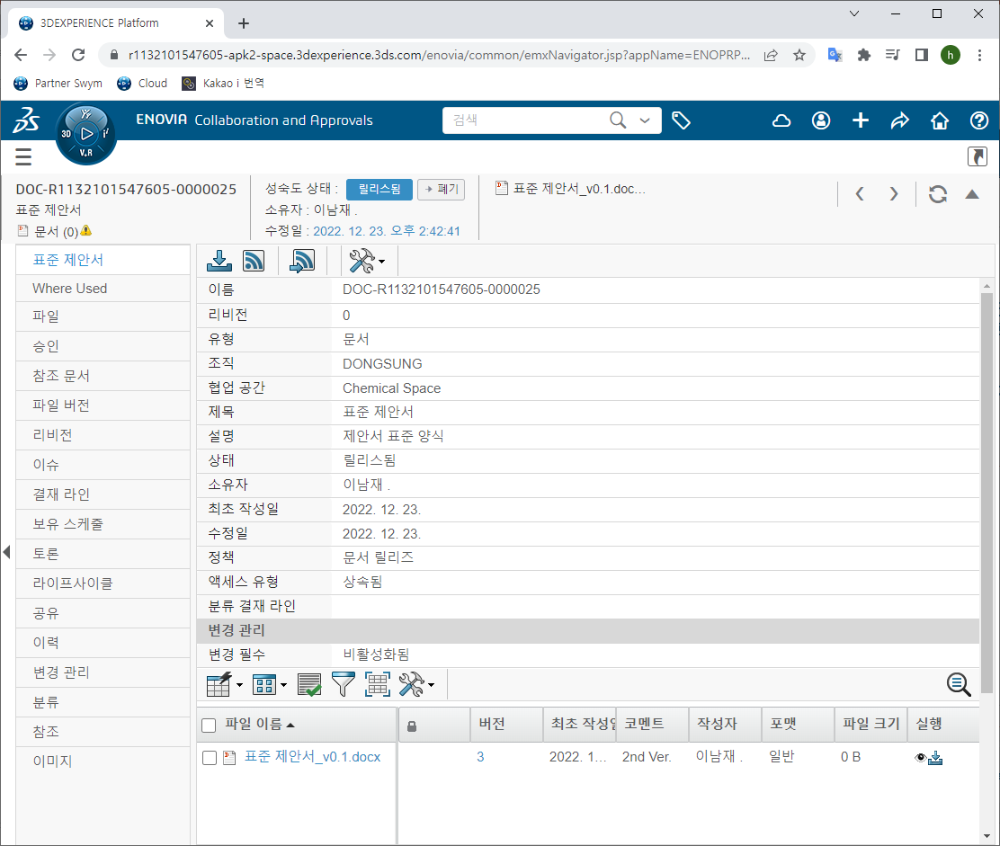 3DEXPERIENCE Platform
r1132101547605-apk2-space.3dexperience.3ds.com/enovia/common/emxNavigator.jsp?appName=ENOPRP...
h
Partner Swym
Cloud
Kakao i 번역
3DS
3D
V.R
ENOVIA Collaboration and Approvals
검색
DOC-R1132101547605-0000025
표준 제안서
문서 (0)
성숙도 상태 : 릴리스됨 폐기
소유자 : 이남재 .
수정일 : 2022. 12. 23. 오후 2:42:41
표준 제안서_v0.1.doc...
표준 제안서
Where Used
파일
승인
참조 문서
파일 버전
리비전
이슈
결재 라인
보유 스케줄
토론
라이프사이클
공유
이력
변경 관리
분류
참조
이미지
이름 DOC-R1132101547605-0000025
리비전 0
유형 문서
조직 DONGSUNG
협업 공간 Chemical Space
제목 표준 제안서
설명 제안서 표준 양식
상태 릴리스됨
소유자 이남재 .
최초 작성일 2022. 12. 23.
수정일 2022. 12. 23.
정책 문서 릴리즈
액세스 유형 상속됨
분류 결재 라인
변경 관리
변경 필수 비활성화됨
파일 이름 버전 최초 작성일 코멘트 작성자 포맷 파일 크기 실행
표준 제안서_v0.1.docx 3 2022. 1... 2nd Ver. 이남재 . 일반 0 B